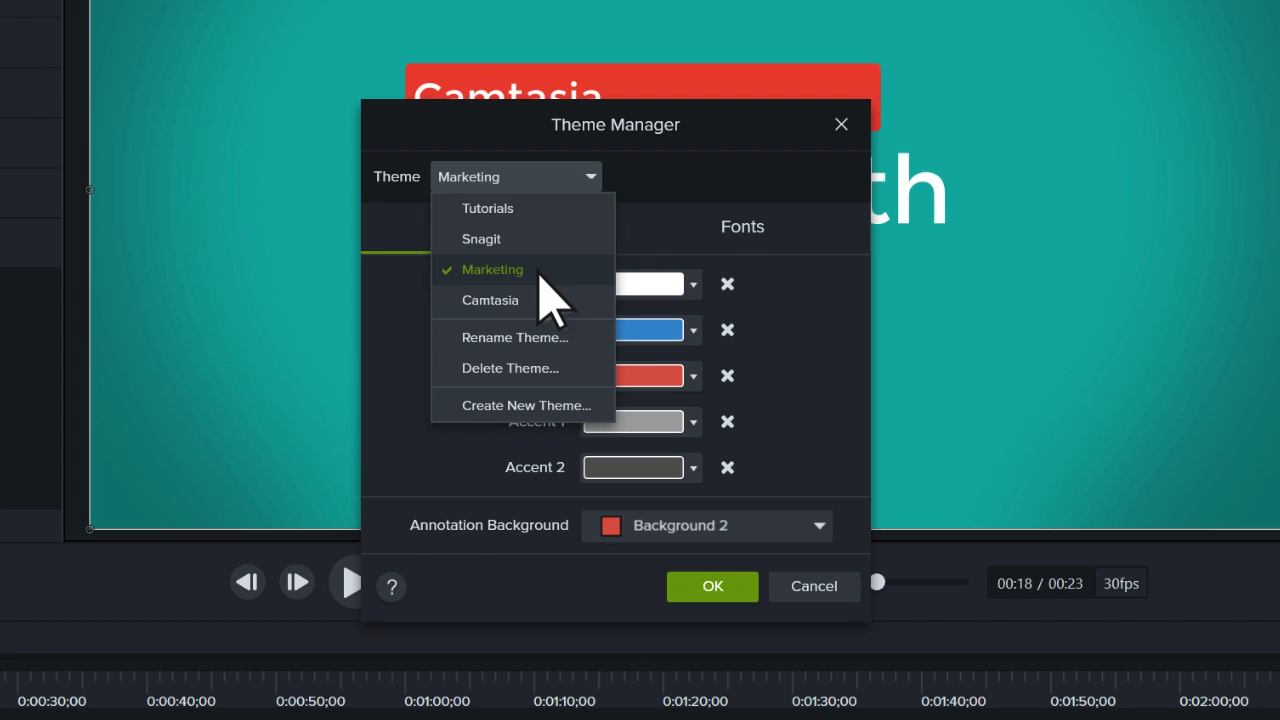 Camtasia
th
Theme Manager
Theme
Marketing
Tutorials
Snagit
Marketing
Camtasia
Rename Theme...
Delete Theme...
Create New Theme...
Fonts
Accent 1
Accent 2
Annotation Background
Background 2
?
OK
Cancel
00:18 / 00:23
30fps
0:00:30;00
0:00:40;00
0:00:50;00
0:01:00;00
0:01:10;00
0:01:20;00
0:01:30;00
0:01:40;00
0:01:50;00
0:02:00;00